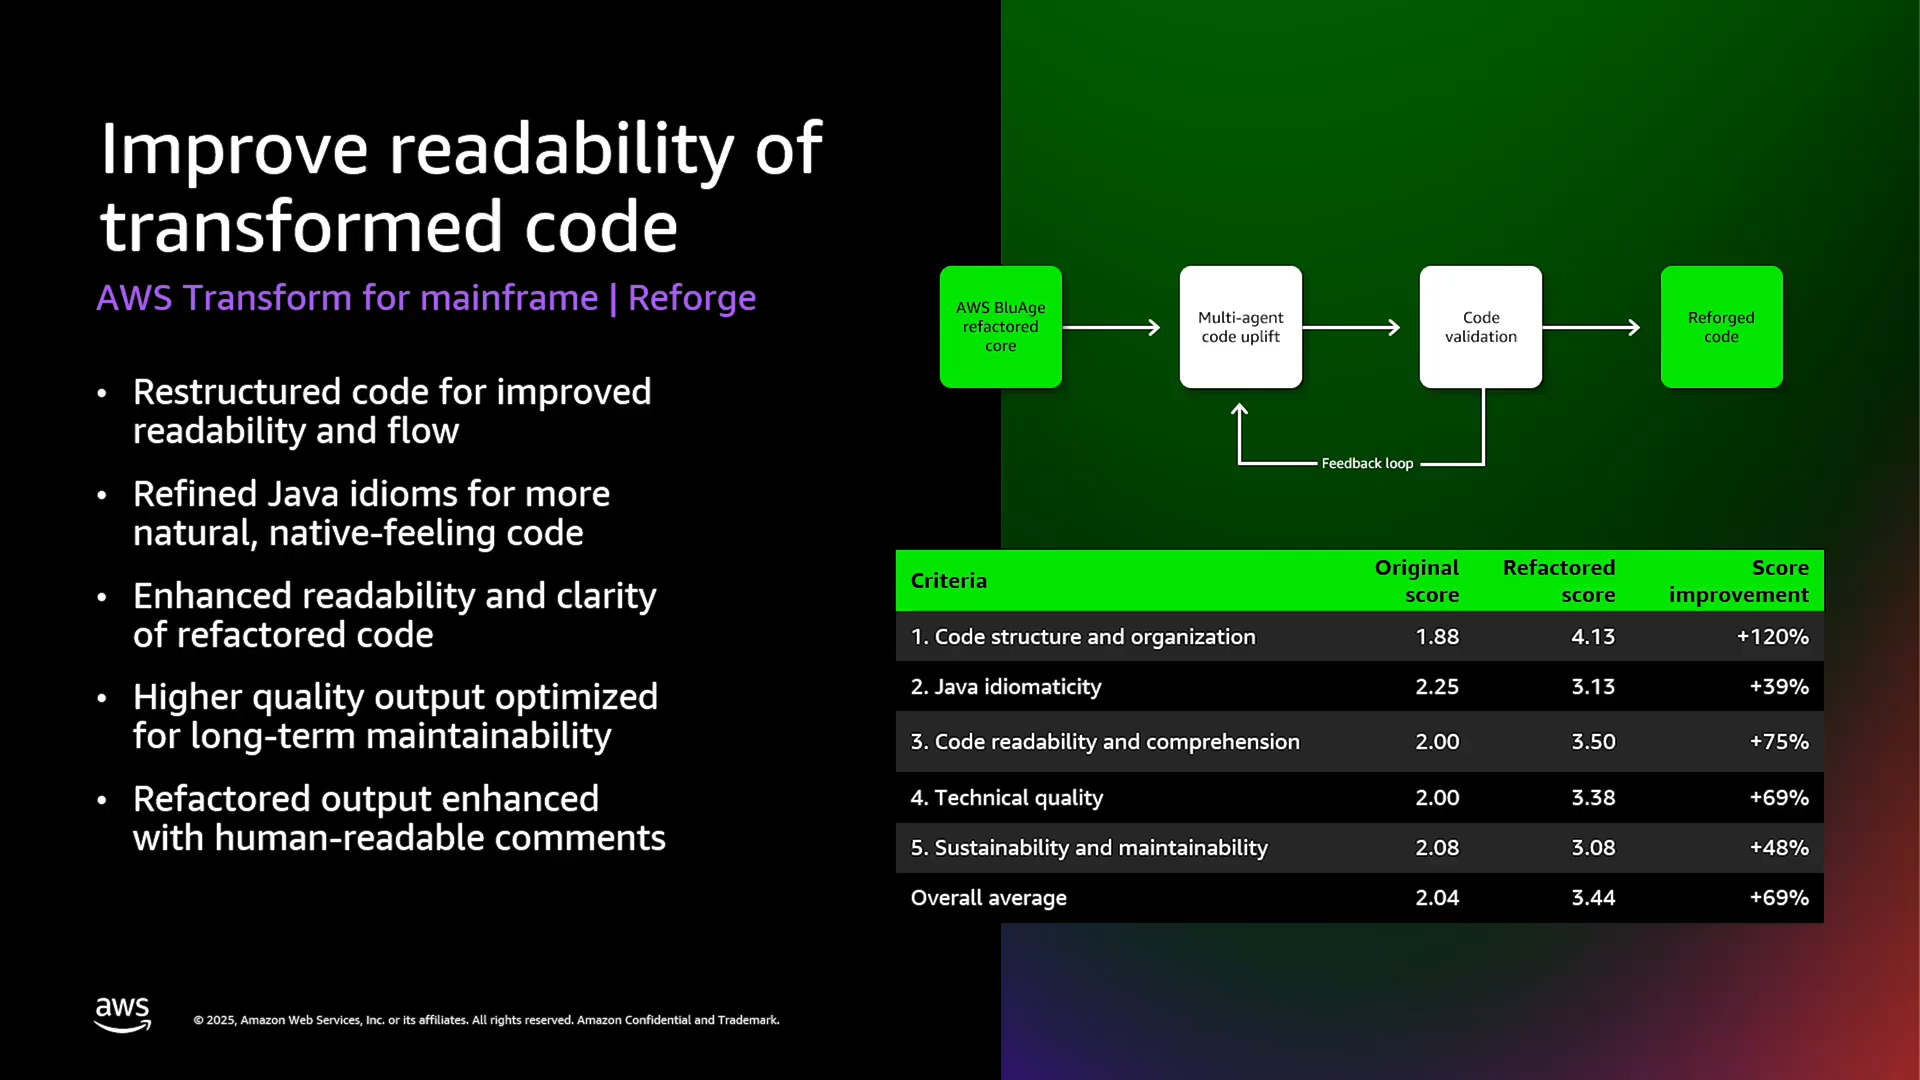 Improve readability of
transformed code
AWS Transform for mainframe | Reforge
• Restructured code for improved
readability and flow
• Refined Java idioms for more
natural, native-feeling code
• Enhanced readability and clarity
of refactored code
• Higher quality output optimized
for long-term maintainability
• Refactored output enhanced
with human-readable comments
AWS BluAge
refactored
core
Multi-agent
code uplift
Code
validation
Reforged
code
Feedback loop
Criteria Original score Refactored score Score improvement
1. Code structure and organization 1.88 4.13 +120%
2. Java idiomaticity 2.25 3.13 +39%
3. Code readability and comprehension 2.00 3.50 +75%
4. Technical quality 2.00 3.38 +69%
5. Sustainability and maintainability 2.08 3.08 +48%
Overall average 2.04 3.44 +69%
aws
© 2025, Amazon Web Services, Inc. or its affiliates. All rights reserved. Amazon Confidential and Trademark.